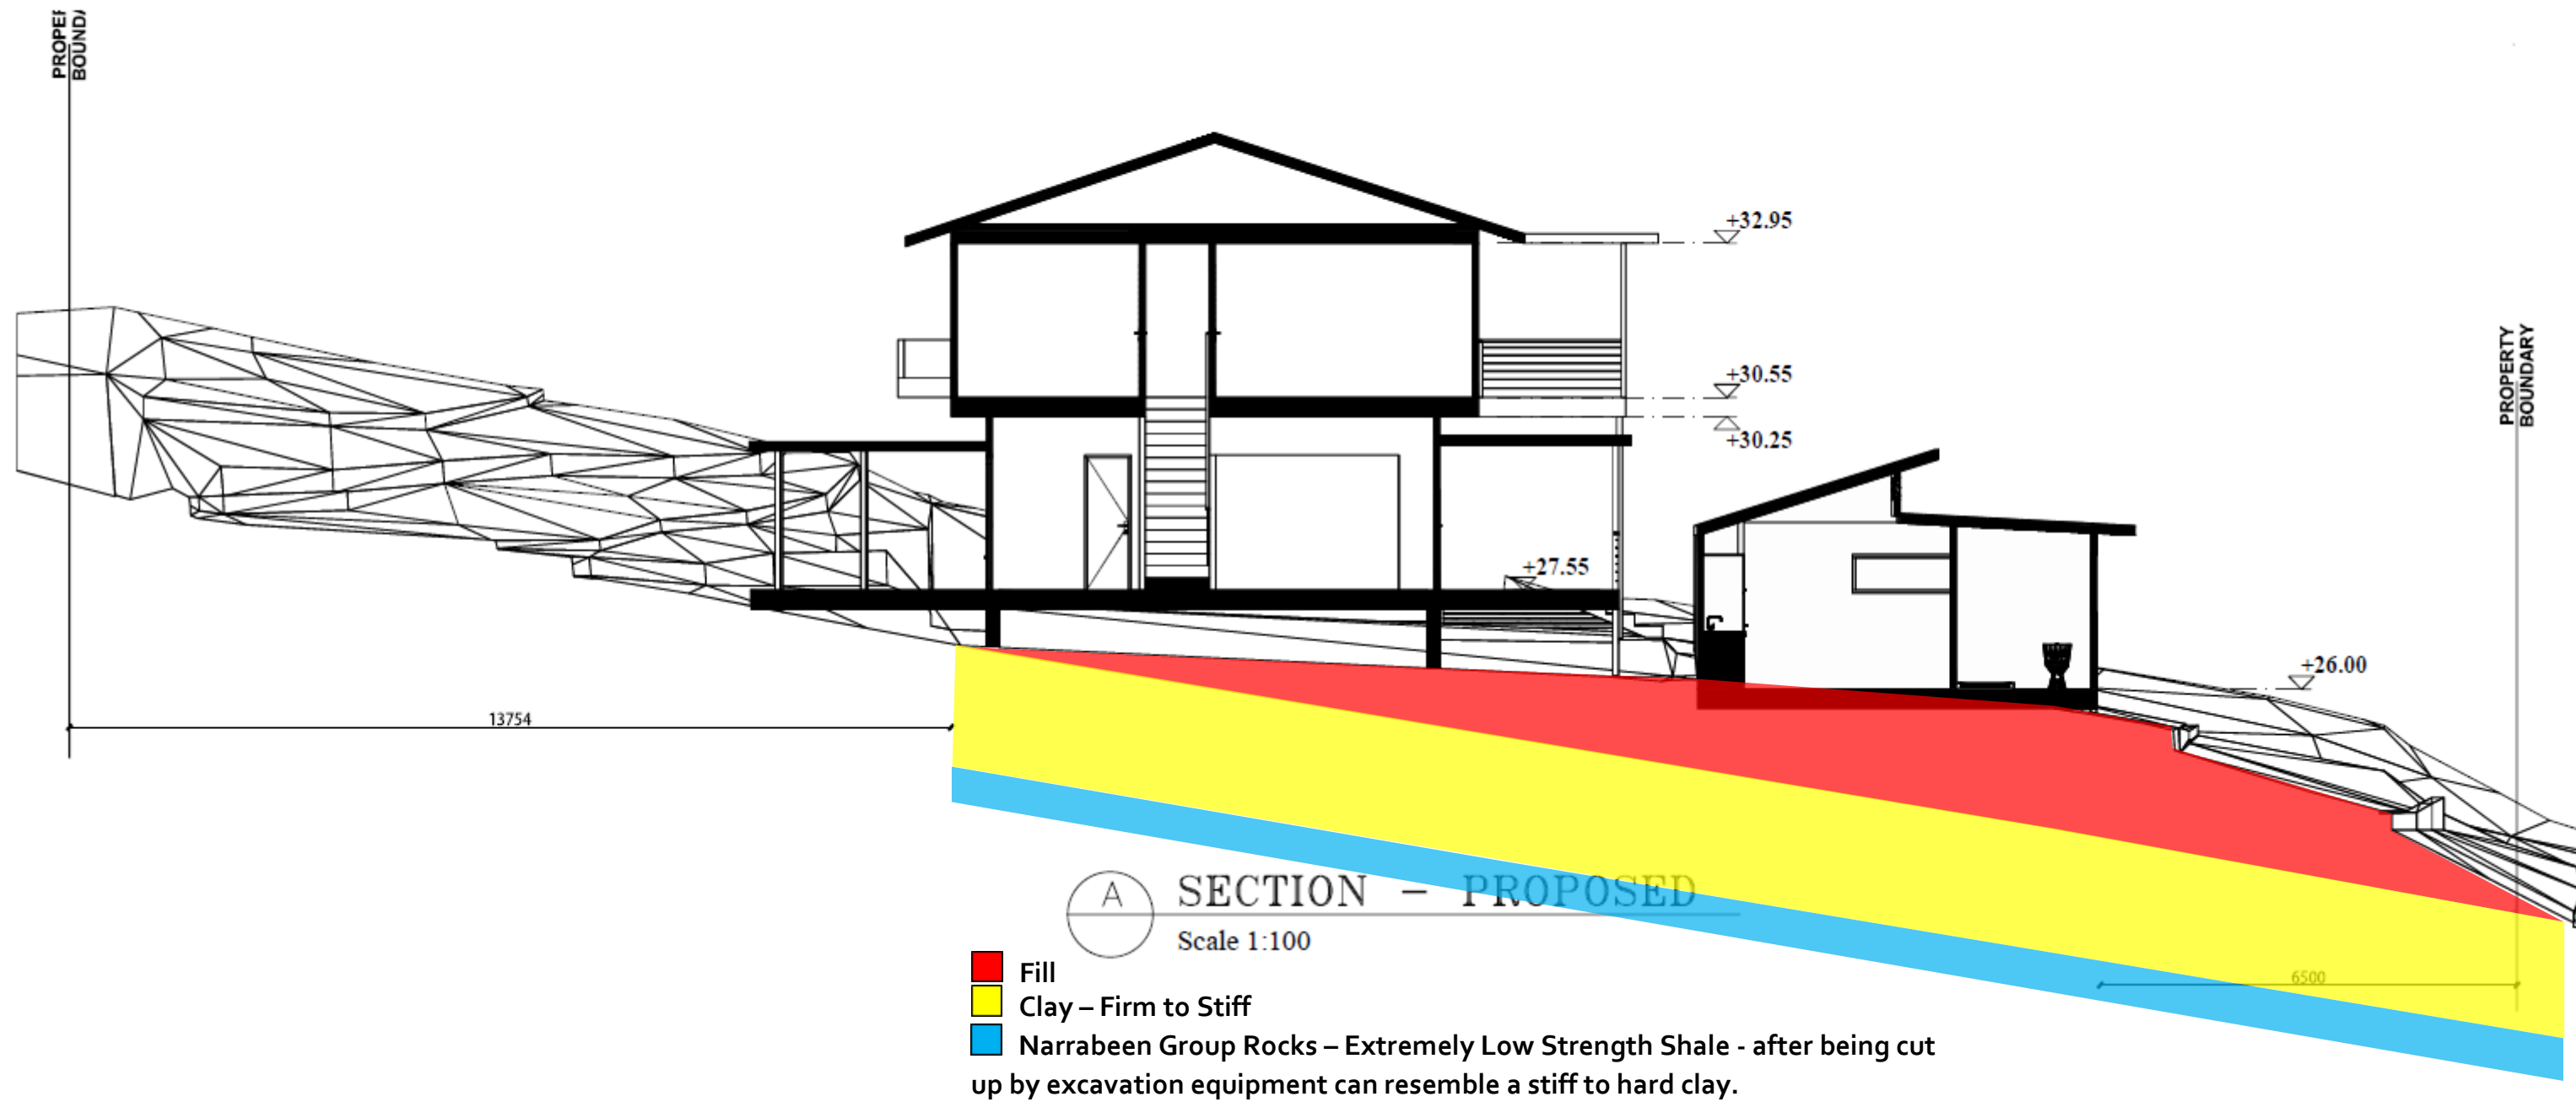 PROPE
BOUND
+32.95
+30.55
+30.25
PROPERTY
BOUNDARY
+27.55
+26.00
13754
A SECTION – PROPOSED
Scale 1:100
6500
Fill
Clay – Firm to Stiff
Narrabeen Group Rocks – Extremely Low Strength Shale - after being cut
up by excavation equipment can resemble a stiff to hard clay.